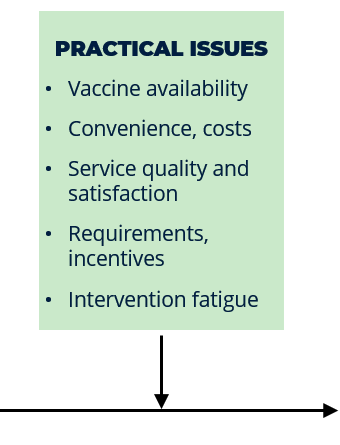 PRACTICAL ISSUES
• Vaccine availability
• Convenience, costs
• Service quality and
satisfaction
• Requirements,
incentives
• Intervention fatigue